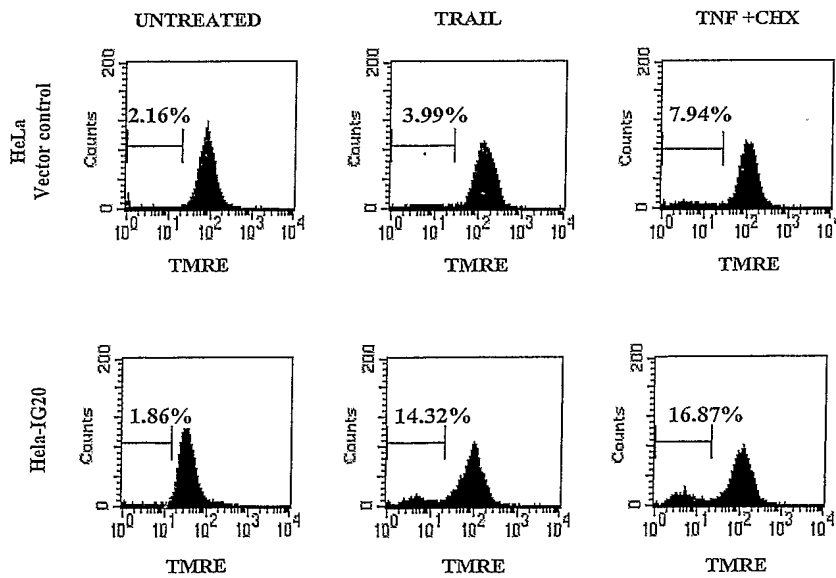 UNTREATED TRAIL TNF +CHX
HeLa
Vector control
200 200 200
Counts Counts Counts
2.16% 3.99% 7.94%
0 0 0
10^0 10^1 10^2 10^3 10^4 10^0 10^1 10^2 10^3 10^4 10^0 10^1 10^2 10^3 10^4
TMRE TMRE TMRE
Hela-IG20
200 200 200
Counts Counts Counts
1.86% 14.32% 16.87%
0 0 0
10^0 10^1 10^2 10^3 10^4 10^0 10^1 10^2 10^3 10^4 10^0 10^1 10^2 10^3 10^4
TMRE TMRE TMRE